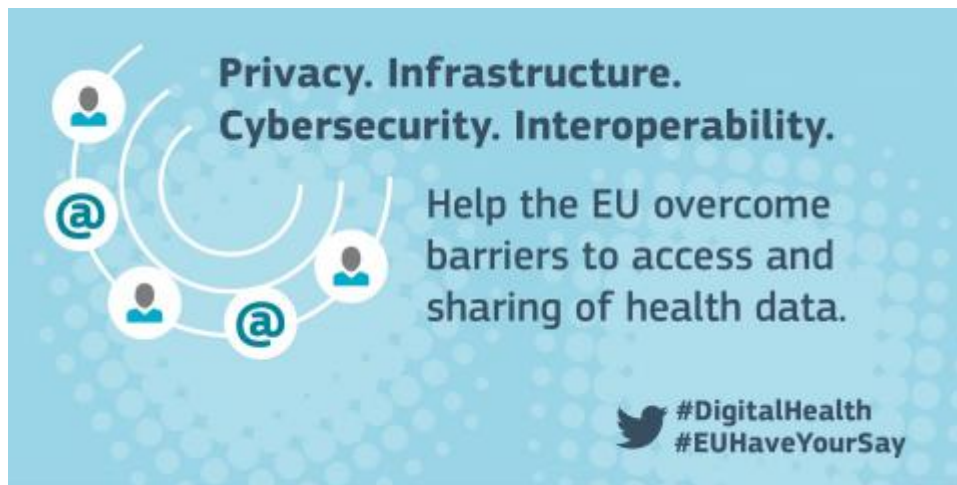 Privacy. Infrastructure.
Cybersecurity. Interoperability.
Help the EU overcome
barriers to access and
sharing of health data.
@
@
#DigitalHealth
#EUHaveYourSay